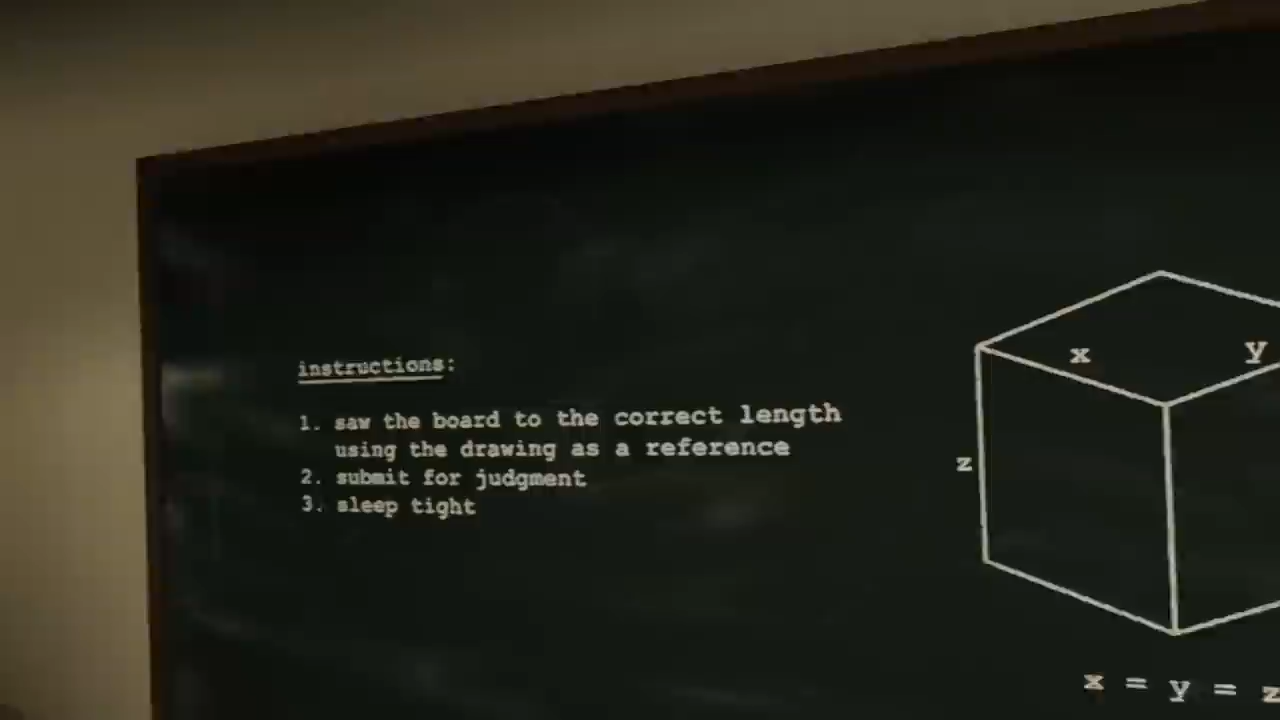 instructions:
1. saw the board to the correct length
using the drawing as a reference
2. submit for judgment
3. sleep tight
x
y
z
x = y = z